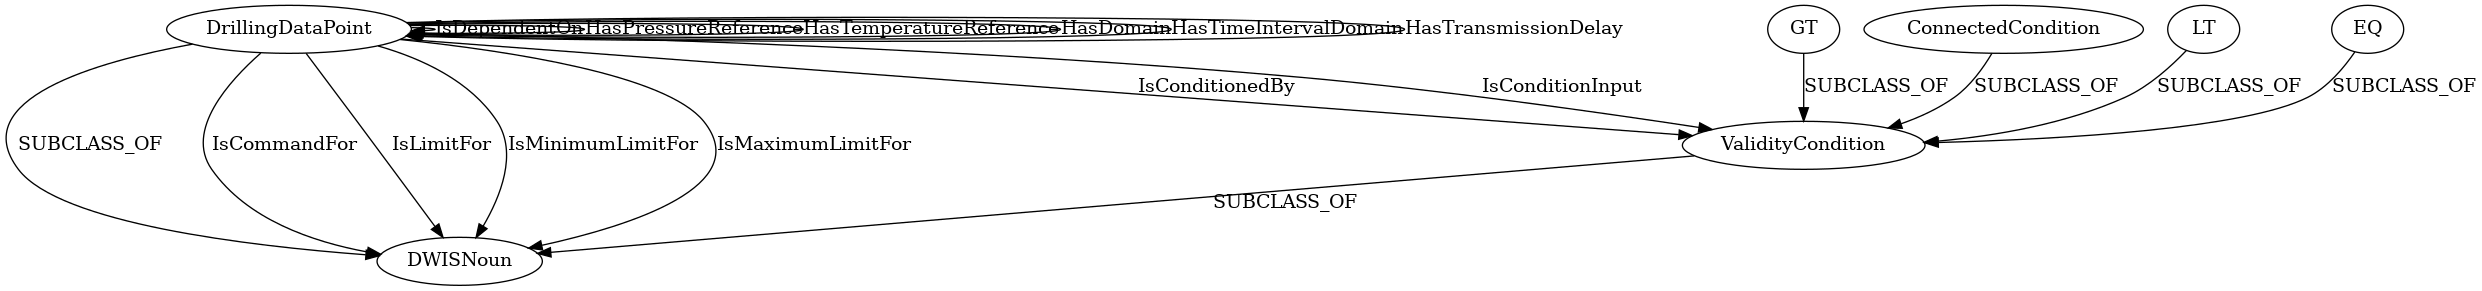 DrillingDataPoint
IsDependentOn
HasPressureReference
HasTemperatureReference
HasDomain
HasTimeIntervalDomain
HasTransmissionDelay
GT
ConnectedCondition
LT
EQ
IsConditionedBy
IsConditionInput
SUBCLASS_OF
SUBCLASS_OF
SUBCLASS_OF
SUBCLASS_OF
SUBCLASS_OF
IsCommandFor
IsLimitFor
IsMinimumLimitFor
IsMaximumLimitFor
ValidityCondition
SUBCLASS_OF
DWISNoun